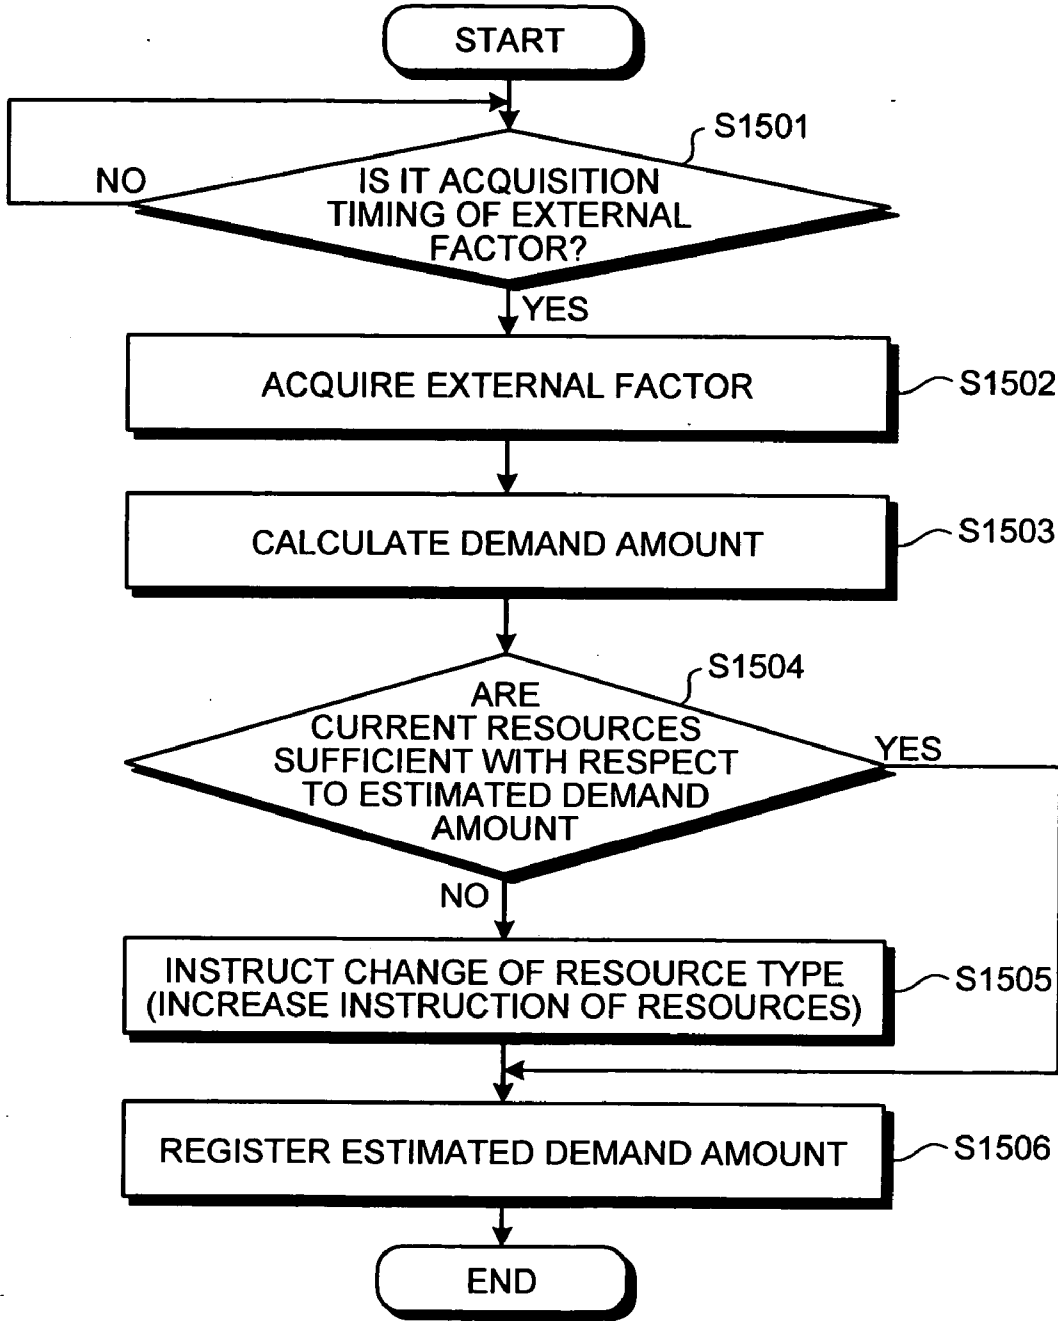 START
S1501
NO
IS IT ACQUISITION
TIMING OF EXTERNAL
FACTOR?
YES
ACQUIRE EXTERNAL FACTOR
S1502
CALCULATE DEMAND AMOUNT
S1503
S1504
ARE
CURRENT RESOURCES
SUFFICIENT WITH RESPECT
TO ESTIMATED DEMAND
AMOUNT
YES
NO
INSTRUCT CHANGE OF RESOURCE TYPE
(INCREASE INSTRUCTION OF RESOURCES)
S1505
REGISTER ESTIMATED DEMAND AMOUNT
S1506
END